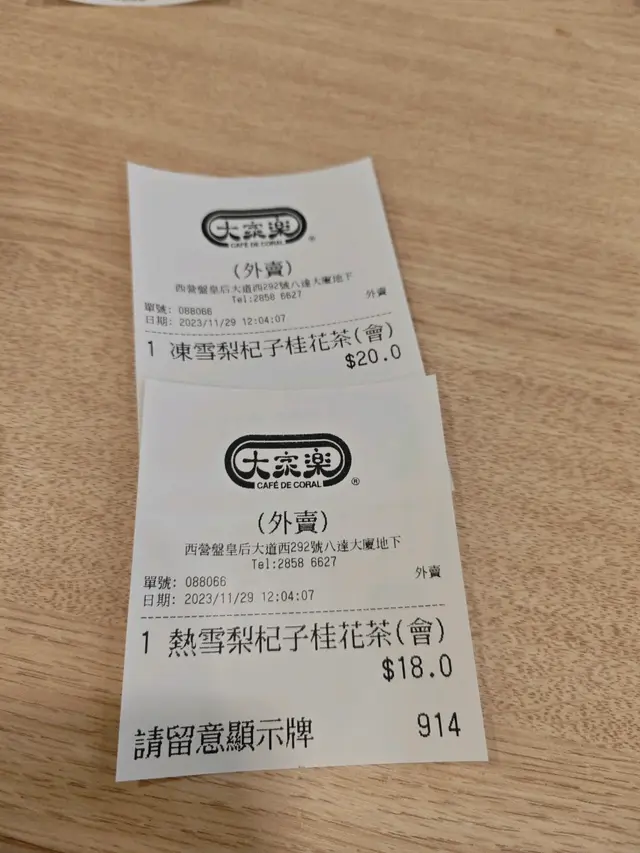 大家楽
CAFÉ DE CORAL
®
(外賣)
西營盤皇后大道西292號八達大廈地下
Tel:2858 6627
外賣
單號: 088066
日期: 2023/11/29 12:04:07
1 凍雪梨杞子桂花茶(會)
$20.0
大家楽
CAFÉ DE CORAL
®
(外賣)
西營盤皇后大道西292號八達大廈地下
Tel:2858 6627
外賣
單號: 088066
日期: 2023/11/29 12:04:07
1 熱雪梨杞子桂花茶(會)
$18.0
請留意顯示牌 914